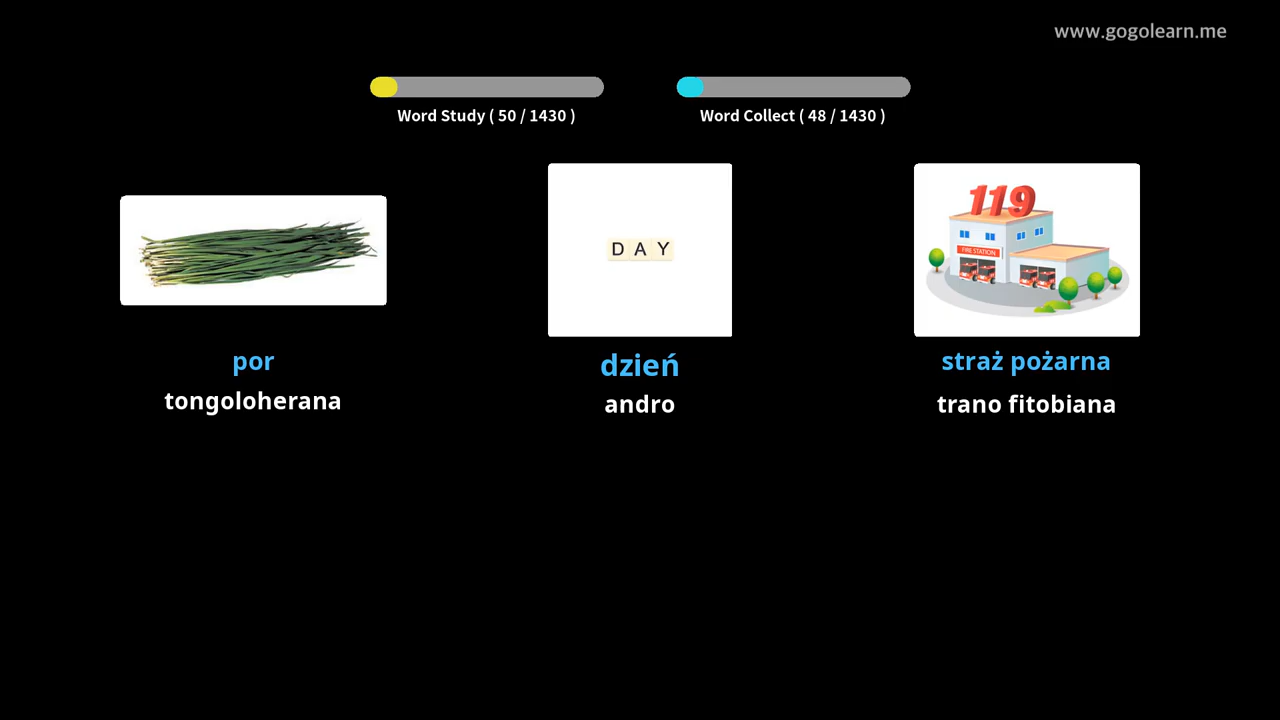 www.gogolearn.me
Word Study ( 50 / 1430 )
Word Collect ( 48 / 1430 )
DAY
119
FIRE STATION
por
dzień
straż pożarna
tongoloherana
andro
trano fitobiana